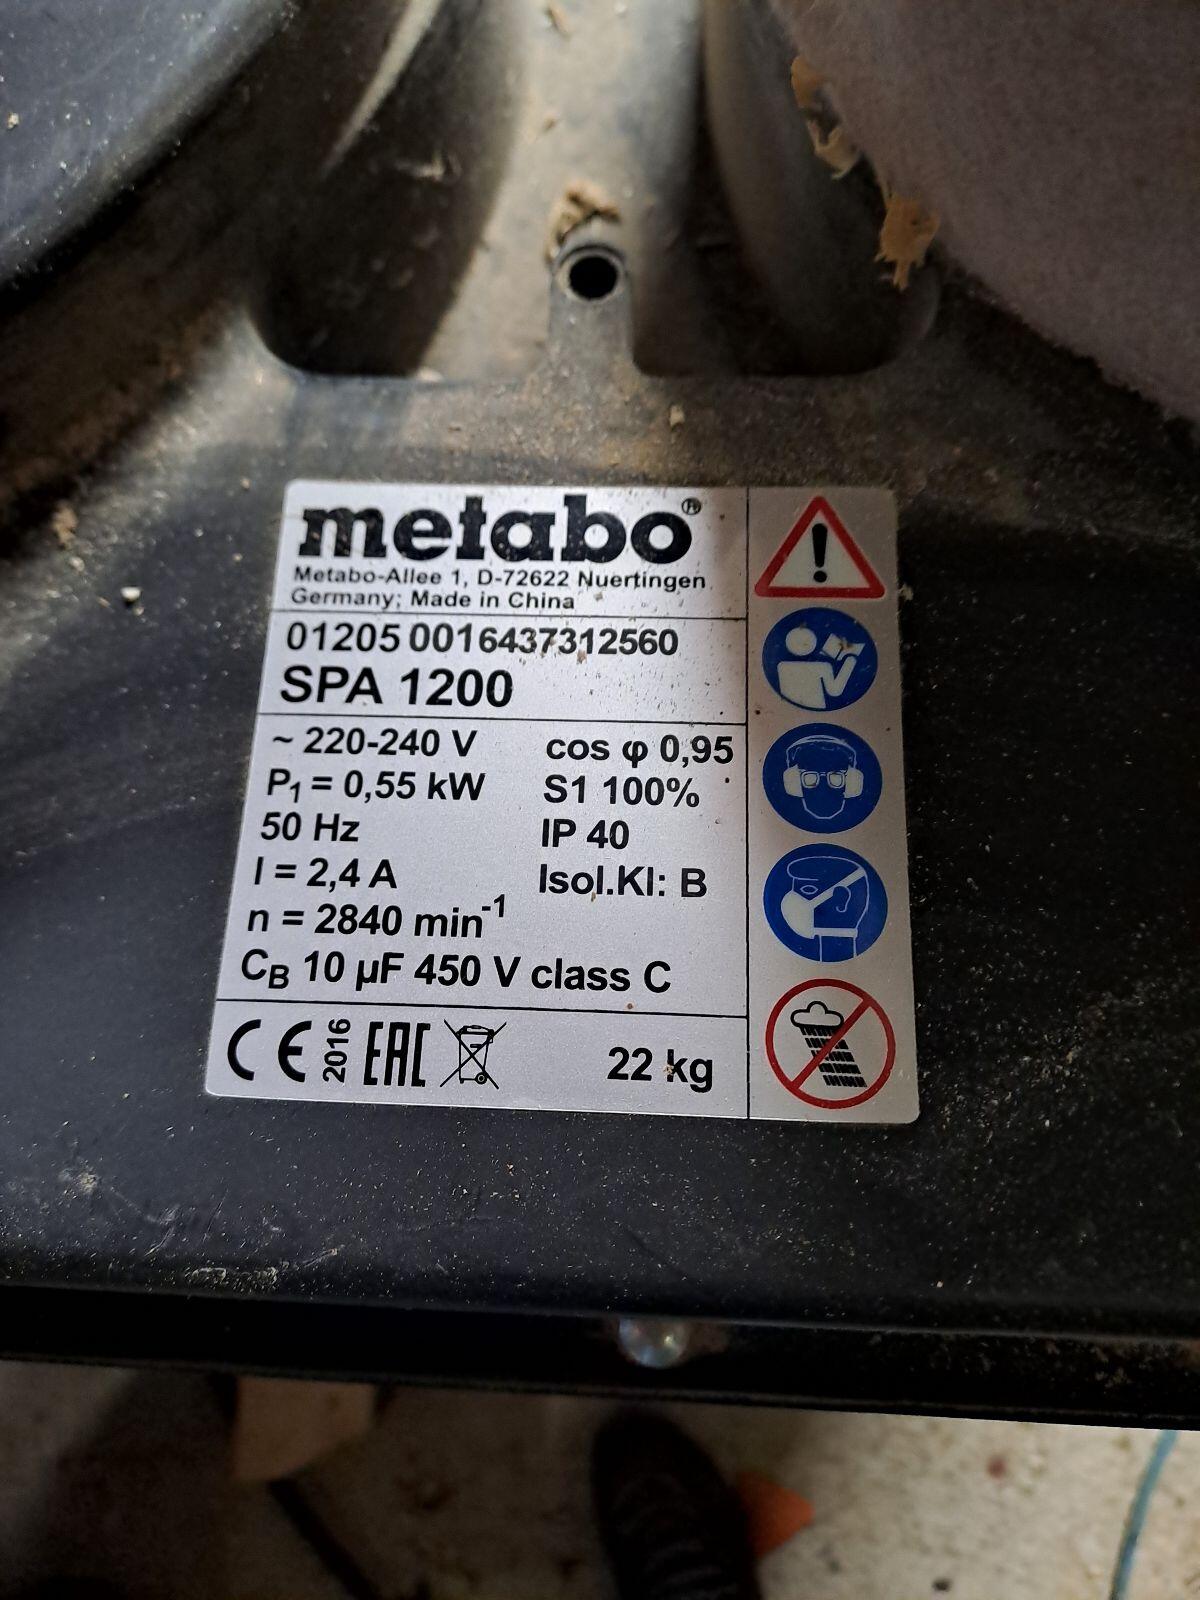 metabo®
Metabo-Allee 1, D-72622 Nuertingen
Germany; Made in China
01205 0016437312560
SPA 1200
~ 220-240 V cos φ 0,95
P₁ = 0,55 kW S1 100%
50 Hz IP 40
I = 2,4 A Isol.Kl: B
n = 2840 min⁻¹
C_B 10 µF 450 V class C
CE 2016 EAC 22 kg